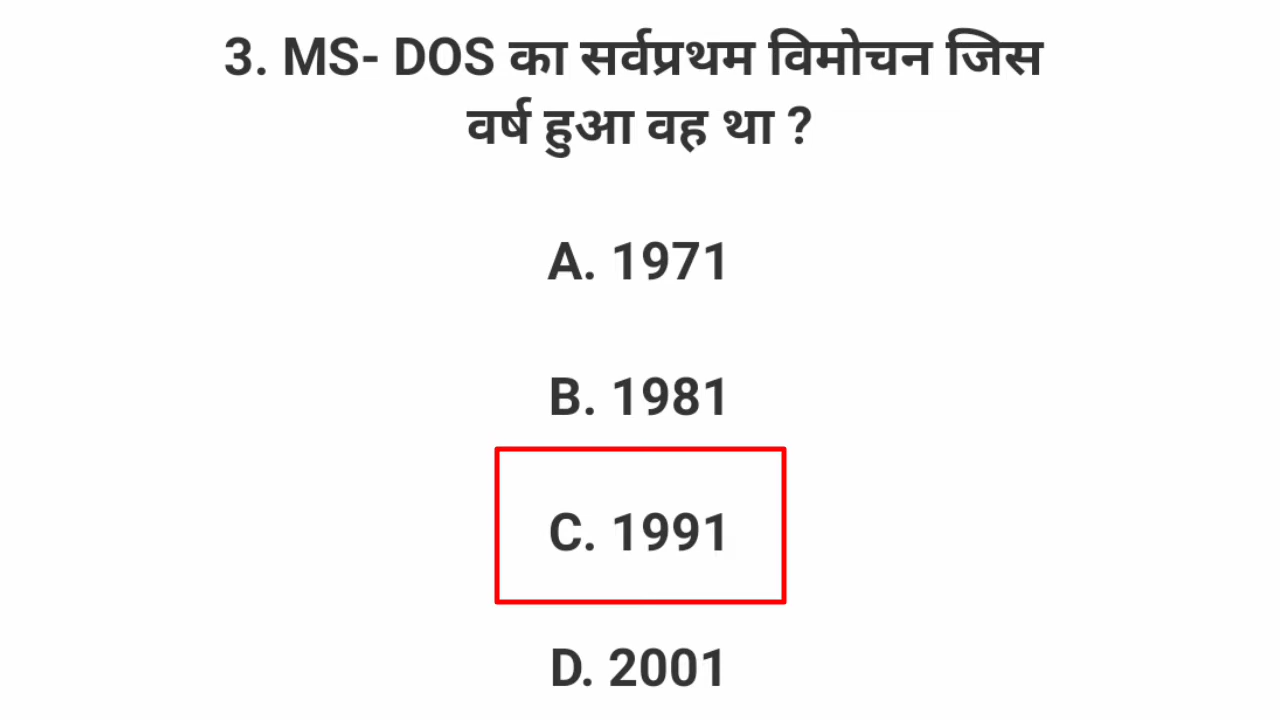 3. MS- DOS का सर्वप्रथम विमोचन जिस
वर्ष हुआ वह था ?
A. 1971
B. 1981
C. 1991
D. 2001